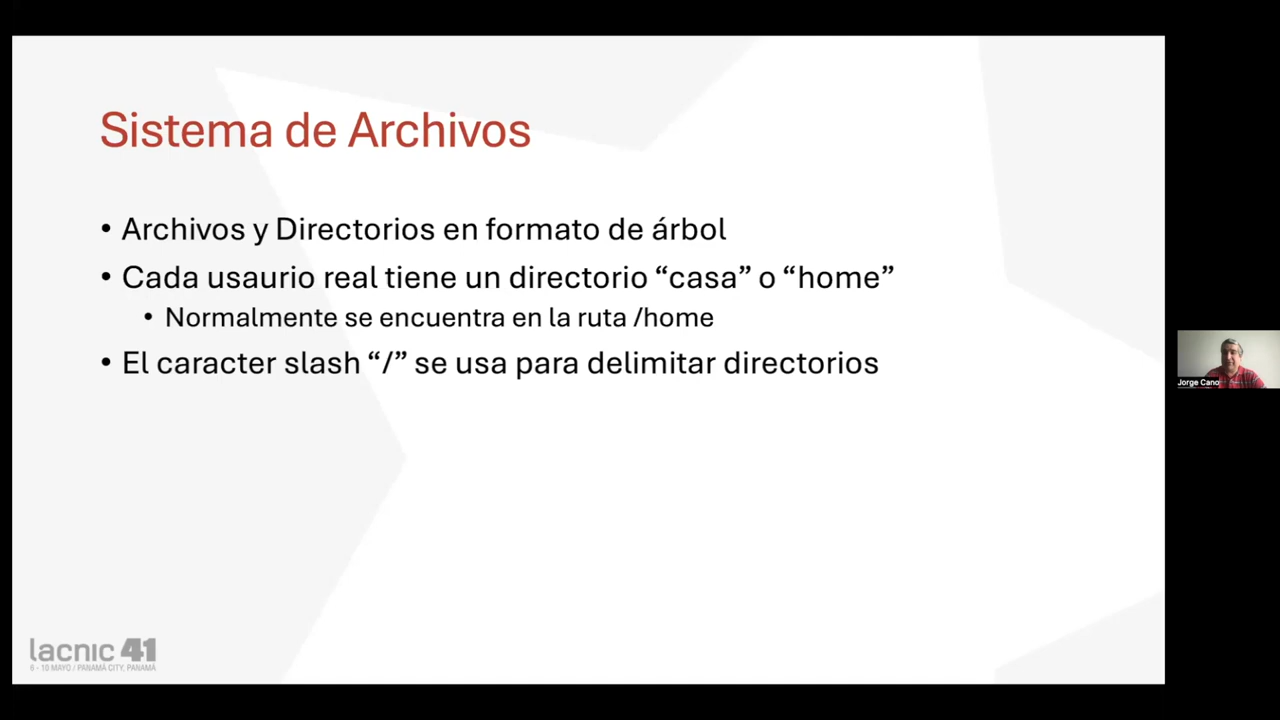 Sistema de Archivos
• Archivos y Directorios en formato de árbol
• Cada usaurio real tiene un directorio “casa” o “home”
• Normalmente se encuentra en la ruta /home
• El caracter slash “/” se usa para delimitar directorios
Jorge Cano
lacnic 41
6 - 10 MAYO / PANAMÁ CITY, PANAMÁ